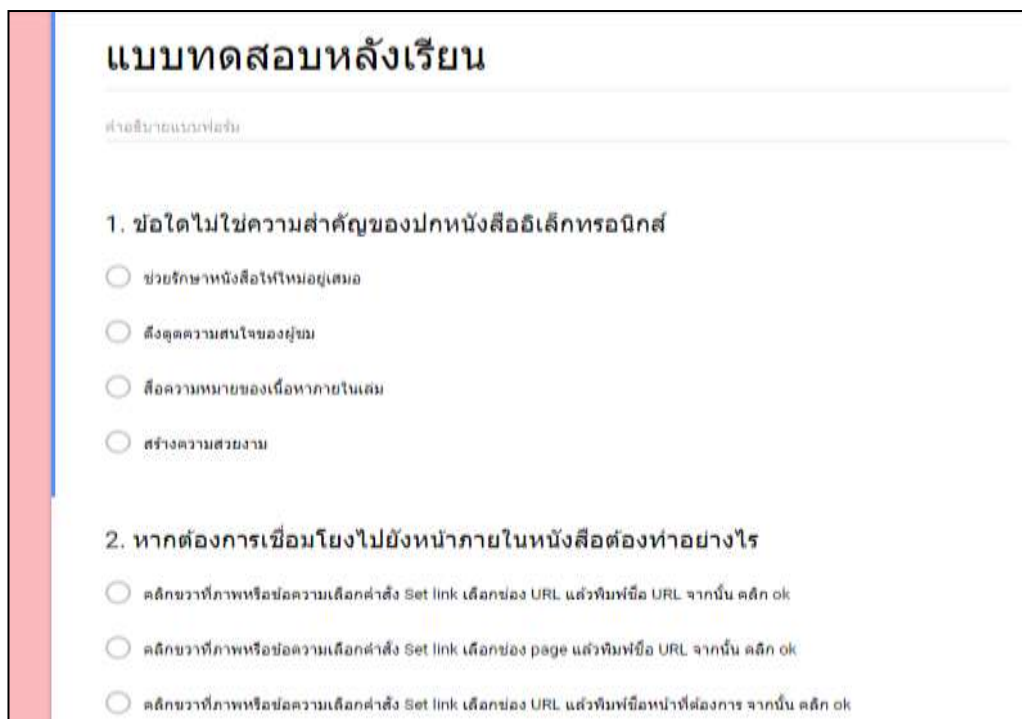 แบบทดสอบหลังเรียน
คำอธิบายแบบฟอร์ม
1. ข้อใดไม่ใช่ความสำคัญของปกหนังสืออิเล็กทรอนิกส์
ช่วยรักษาหนังสือให้ใหม่อยู่เสมอ
ดึงดูดความสนใจของผู้ชม
สื่อความหมายของเนื้อหาภายในเล่ม
สร้างความสวยงาม
2. หากต้องการเชื่อมโยงไปยังหน้าภายในหนังสือต้องทำอย่างไร
คลิกขวาที่ภาพหรือข้อความเลือกคำสั่ง Set link เลือกช่อง URL แล้วพิมพ์ชื่อ URL จากนั้น คลิก ok
คลิกขวาที่ภาพหรือข้อความเลือกคำสั่ง Set link เลือกช่อง page แล้วพิมพ์ชื่อ URL จากนั้น คลิก ok
คลิกขวาที่ภาพหรือข้อความเลือกคำสั่ง Set link เลือกช่อง URL แล้วพิมพ์ชื่อหน้าที่ต้องการ จากนั้น คลิก ok